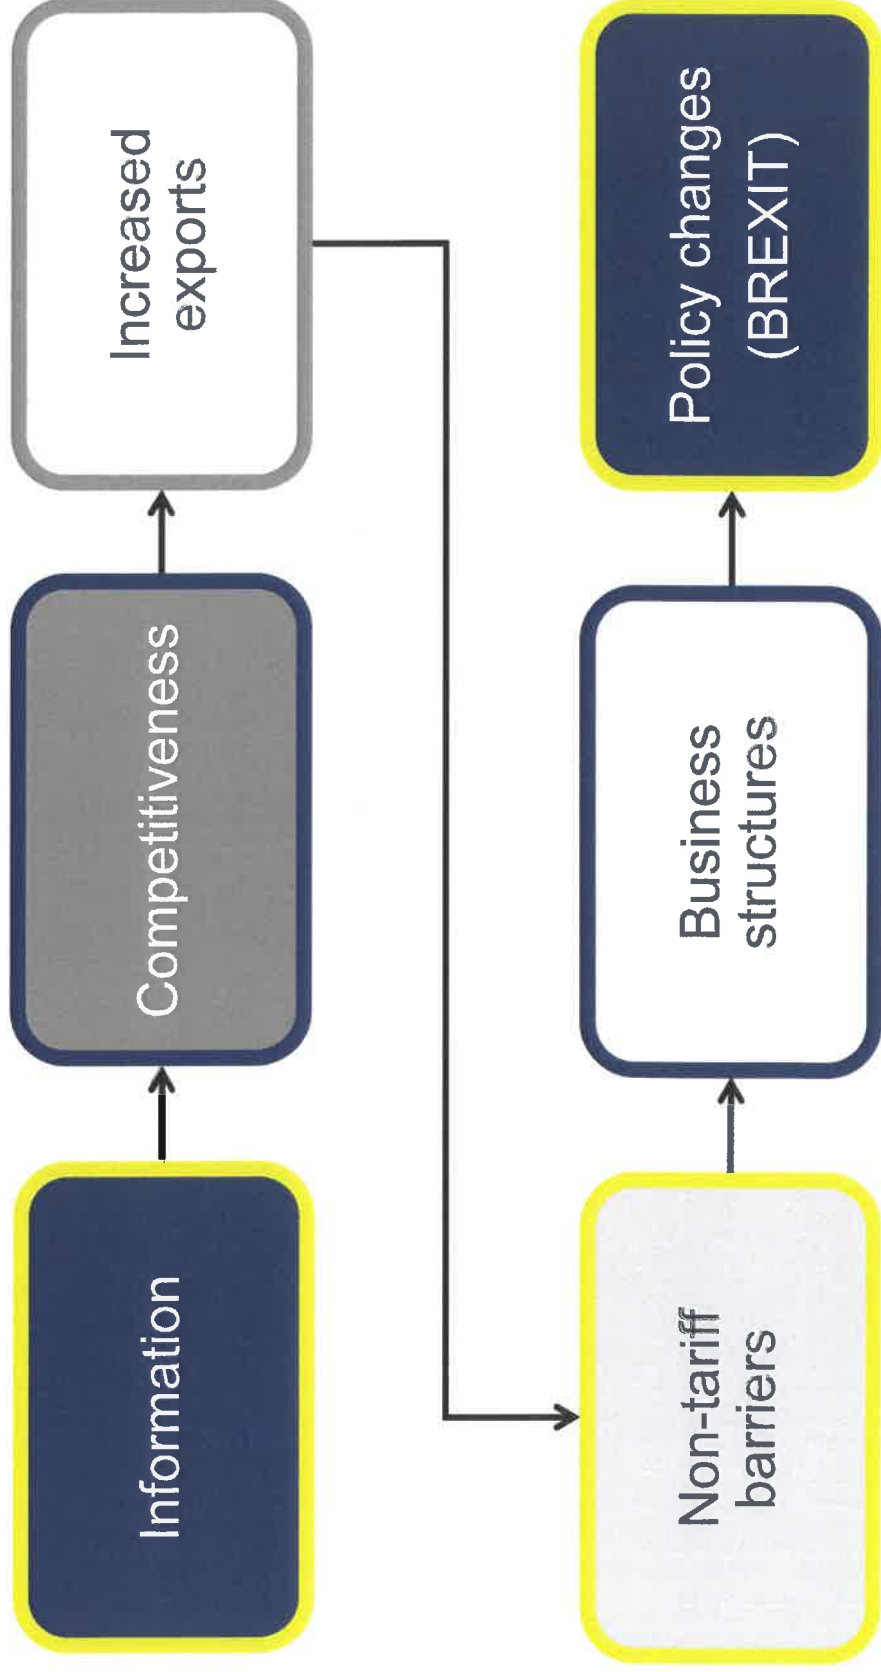 Information
Competitiveness
Increased
exports
Non-tariff
barriers
Business
structures
Policy changes
(BREXIT)